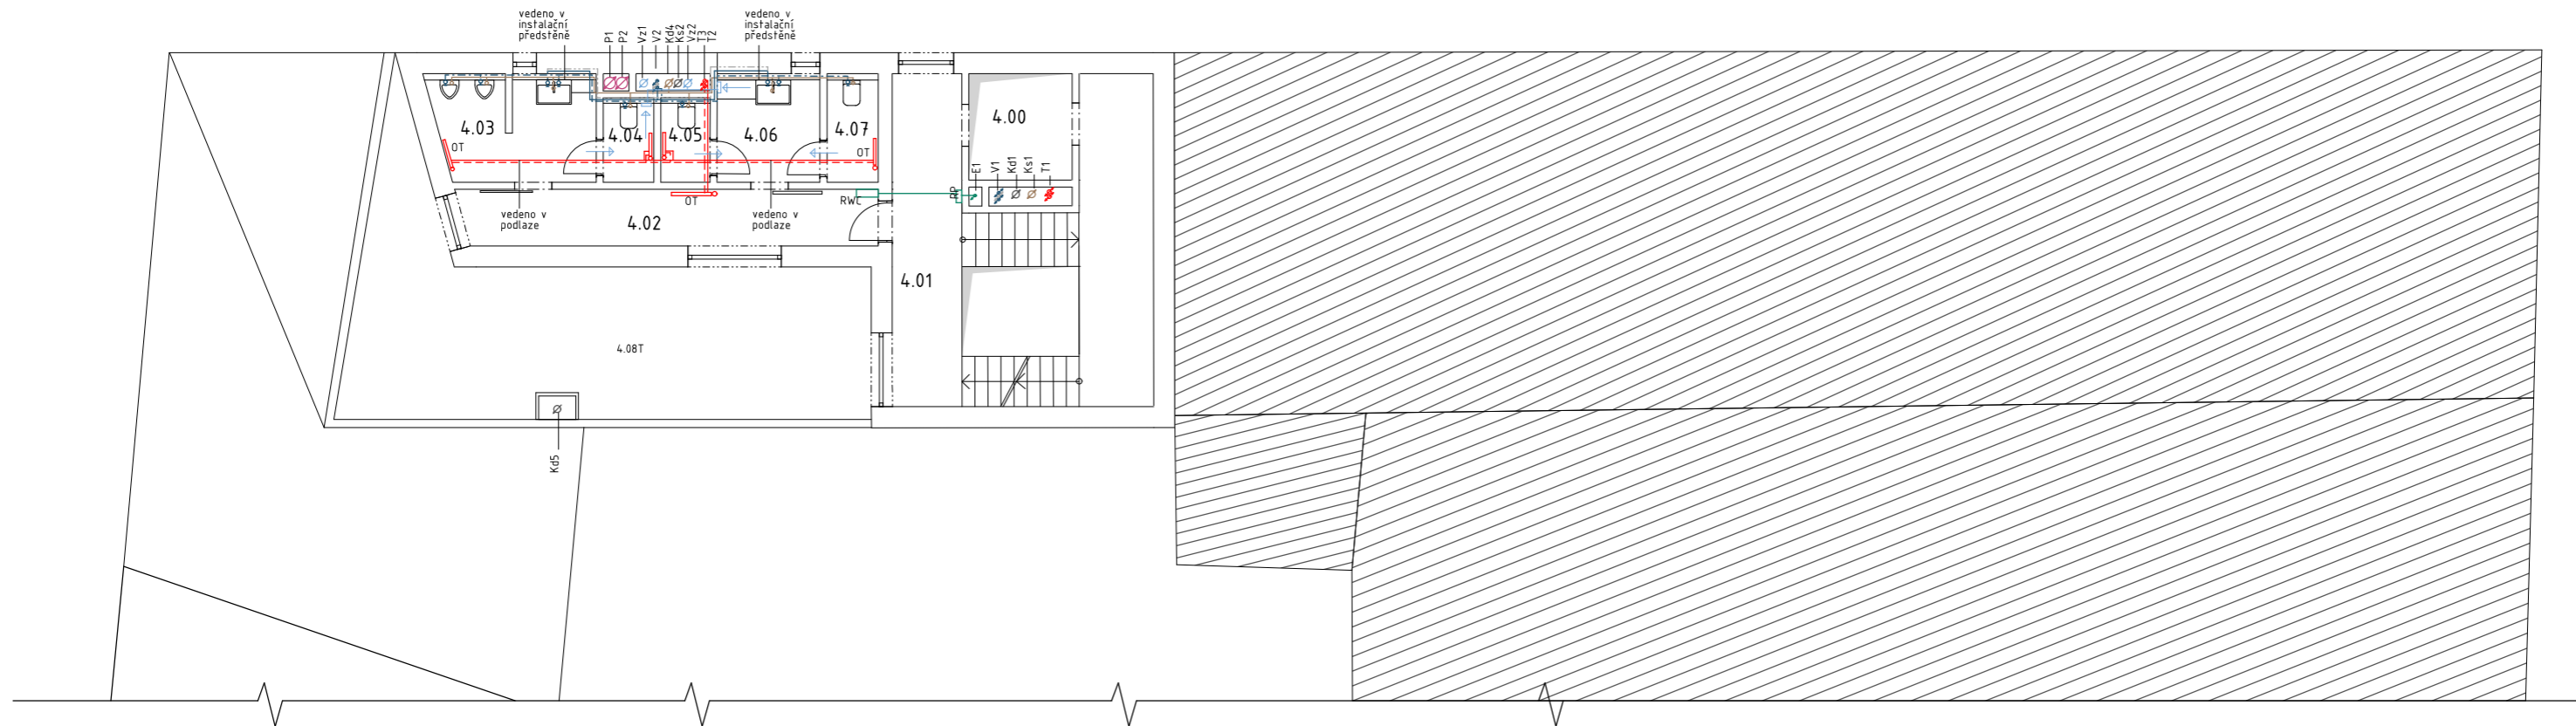 vedeno v
instalační
předstěně
P1
P2
Vz1
V2
Kd4
Ks2
Vz2
T3
T2
vedeno v
instalační
předstěně
4.03
4.04
4.05
4.06
4.07
4.00
OT
OT
E1
V1
Kd1
Ks1
T1
RP
RWC
OT
vedeno v
podlaze
vedeno v
podlaze
4.02
4.01
4.08T
Kd5